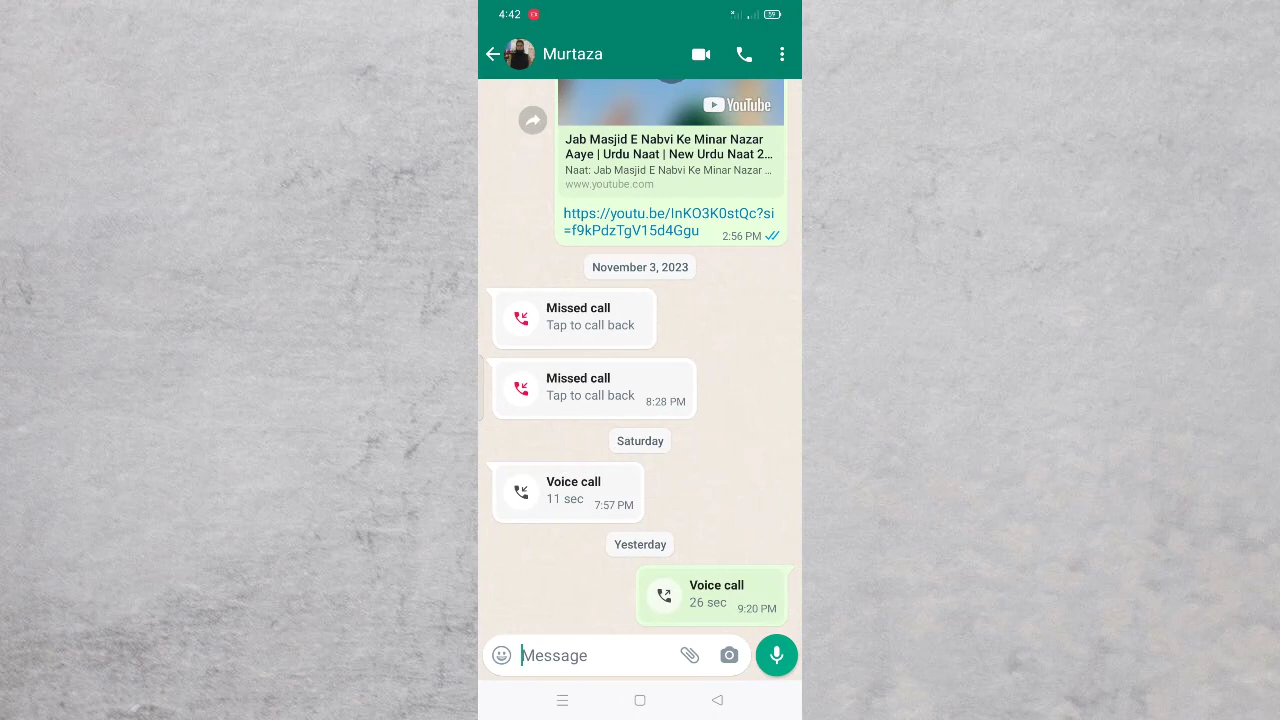 4:42
59
Murtaza
YouTube
Jab Masjid E Nabvi Ke Minar Nazar
Aaye | Urdu Naat | New Urdu Naat 2...
Naat: Jab Masjid E Nabvi Ke Minar Nazar ...
www.youtube.com
https://youtu.be/InKO3K0stQc?si
=f9kPdzTgV15d4Ggu
2:56 PM
November 3, 2023
Missed call
Tap to call back
Missed call
Tap to call back
8:28 PM
Saturday
Voice call
11 sec
7:57 PM
Yesterday
Voice call
26 sec
9:20 PM
Message